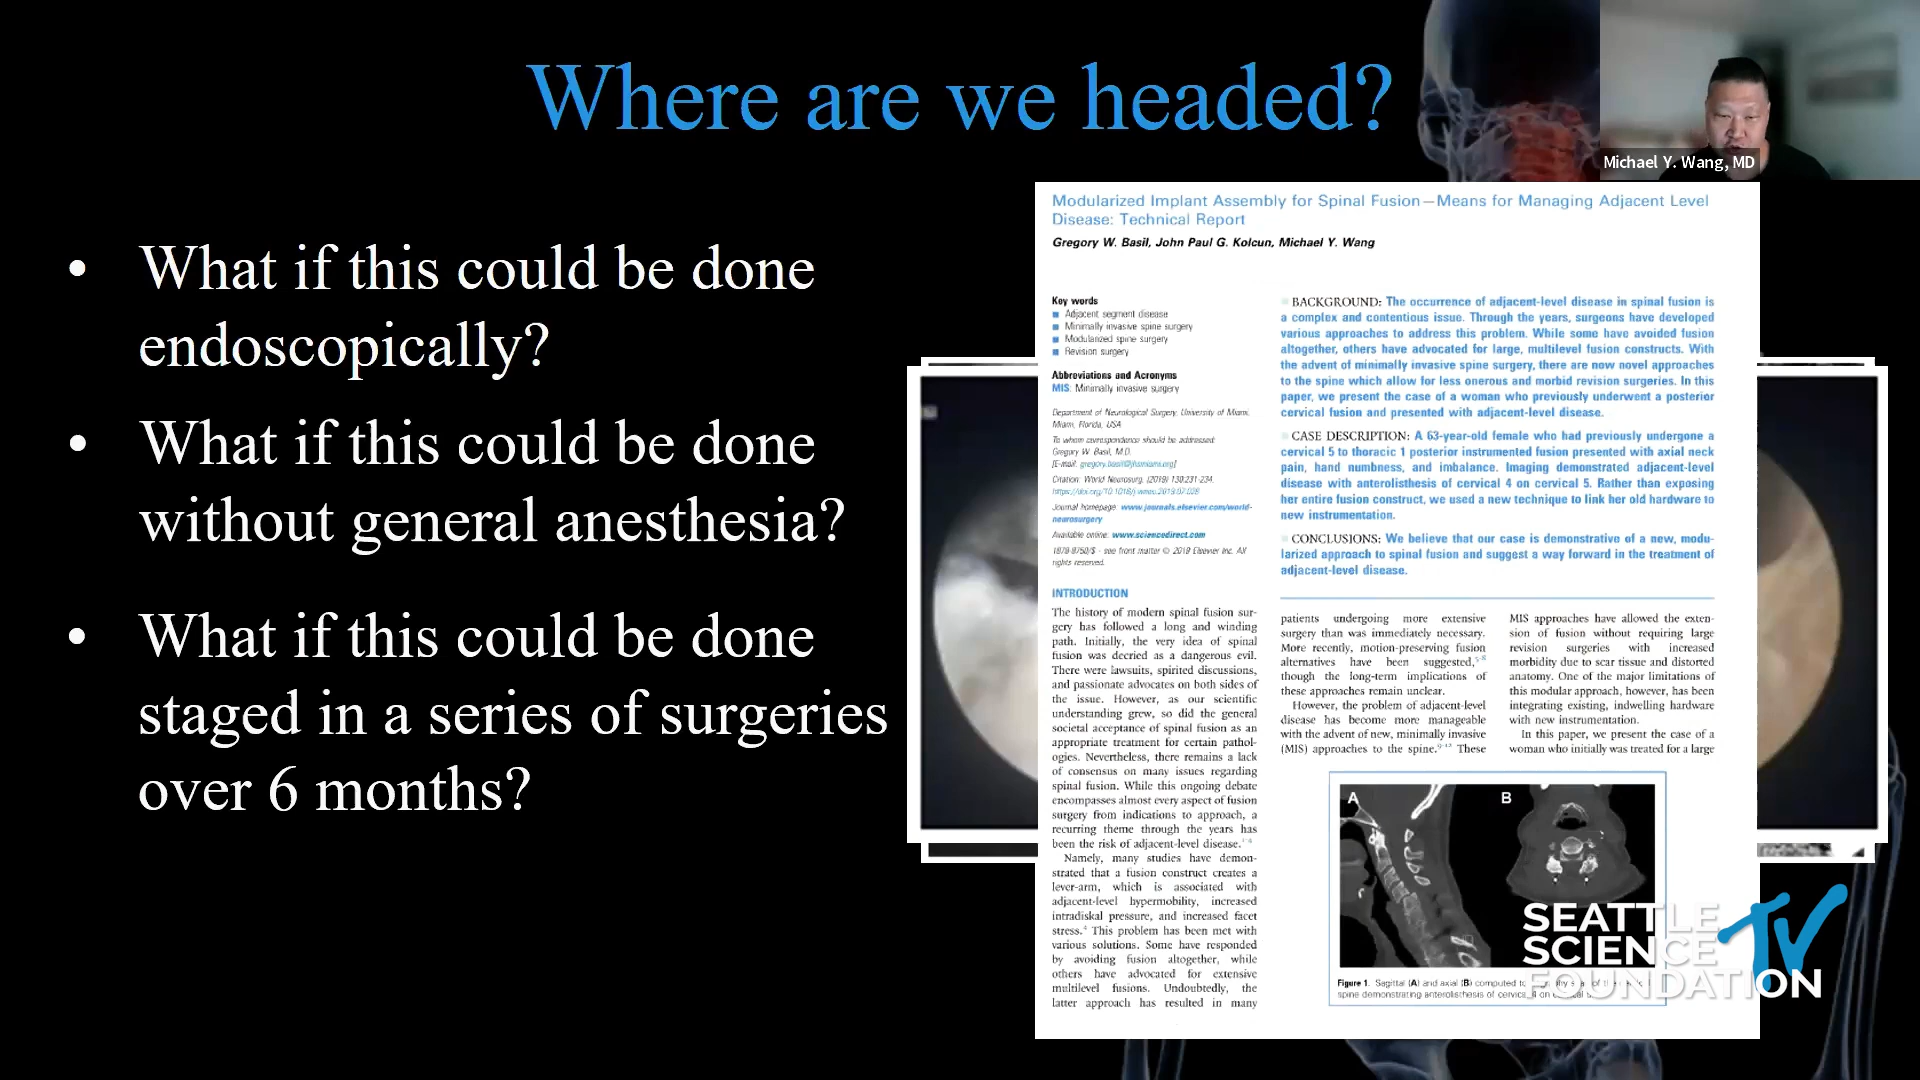 Where are we headed?
Michael Y. Wang, MD
• What if this could be done
endoscopically?
• What if this could be done
without general anesthesia?
• What if this could be done
staged in a series of surgeries
over 6 months?
Modularized Implant Assembly for Spinal Fusion—Means for Managing Adjacent Level
Disease: Technical Report
Gregory W. Basil, John Paul G. Kolcun, Michael Y. Wang
Key words
Adjacent segment disease
Minimally invasive spine surgery
Modularized spine surgery
Revision surgery
Abbreviations and Acronyms
MIS: Minimally invasive surgery
Department of Neurological Surgery, University of Miami,
Miami, Florida, USA
To whom correspondence should be addressed:
Gregory W. Basil, M.D.
[E-mail: gregory.basil@jhsmiami.org]
Citation: World Neurosurg. (2019) 130:231-234.
https://doi.org/10.1016/j.wneu.2019.07.028
Journal homepage: www.journals.elsevier.com/world-
neurosurgery
Available online: www.sciencedirect.com
1878-8750/$ - see front matter © 2019 Elsevier Inc. All
rights reserved.
BACKGROUND: The occurrence of adjacent-level disease in spinal fusion is
a complex and contentious issue. Through the years, surgeons have developed
various approaches to address this problem. While some have avoided fusion
altogether, others have advocated for large, multilevel fusion constructs. With
the advent of minimally invasive spine surgery, there are now novel approaches
to the spine which allow for less onerous and morbid revision surgeries. In this
paper, we present the case of a woman who previously underwent a posterior
cervical fusion and presented with adjacent-level disease.
CASE DESCRIPTION: A 63-year-old female who had previously undergone a
cervical 5 to thoracic 1 posterior instrumented fusion presented with axial neck
pain, hand numbness, and imbalance. Imaging demonstrated adjacent-level
disease with anterolisthesis of cervical 4 on cervical 5. Rather than exposing
her entire fusion construct, we used a new technique to link her old hardware to
new instrumentation.
CONCLUSIONS: We believe that our case is demonstrative of a new, modu-
larized approach to spinal fusion and suggest a way forward in the treatment of
adjacent-level disease.
INTRODUCTION
The history of modern spinal fusion sur-
gery has followed a long and winding
path. Initially, the very idea of spinal
fusion was decried as a dangerous evil.
There were lawsuits, spirited discussions,
and passionate advocates on both sides of
the issue. However, as our scientific
understanding grew, so did the general
societal acceptance of spinal fusion as an
appropriate treatment for certain pathol-
ogies. Nevertheless, there remains a lack
of consensus on many issues regarding
spinal fusion. While this ongoing debate
encompasses almost every aspect of fusion
surgery from indications to approach, a
recurring theme through the years has
been the risk of adjacent-level disease.
Namely, many studies have demon-
strated that a fusion construct creates a
lever-arm, which is associated with
adjacent-level hypermobility, increased
intradiskal pressure, and increased facet
stress. This problem has been met with
various solutions. Some have responded
by avoiding fusion altogether, while
others have advocated for extensive
multilevel fusions. Undoubtedly, the
latter approach has resulted in many
patients undergoing more extensive
surgery than was immediately necessary.
More recently, motion-preserving fusion
alternatives have been suggested,
though the long-term implications of
these approaches remain unclear.
However, the problem of adjacent-level
disease has become more manageable
with the advent of new, minimally invasive
(MIS) approaches to the spine. These
MIS approaches have allowed the exten-
sion of fusion without requiring large
revision surgeries with increased
morbidity due to scar tissue and distorted
anatomy. One of the major limitations of
this modular approach, however, has been
integrating existing, indwelling hardware
with new instrumentation.
In this paper, we present the case of a
woman who initially was treated for a large
A
B
Figure 1. Sagittal (A) and axial (B) computed
spine demonstrating anterolisthesis of cervical 4 on
SEATTLE
SCIENCE
FOUNDATION
TV